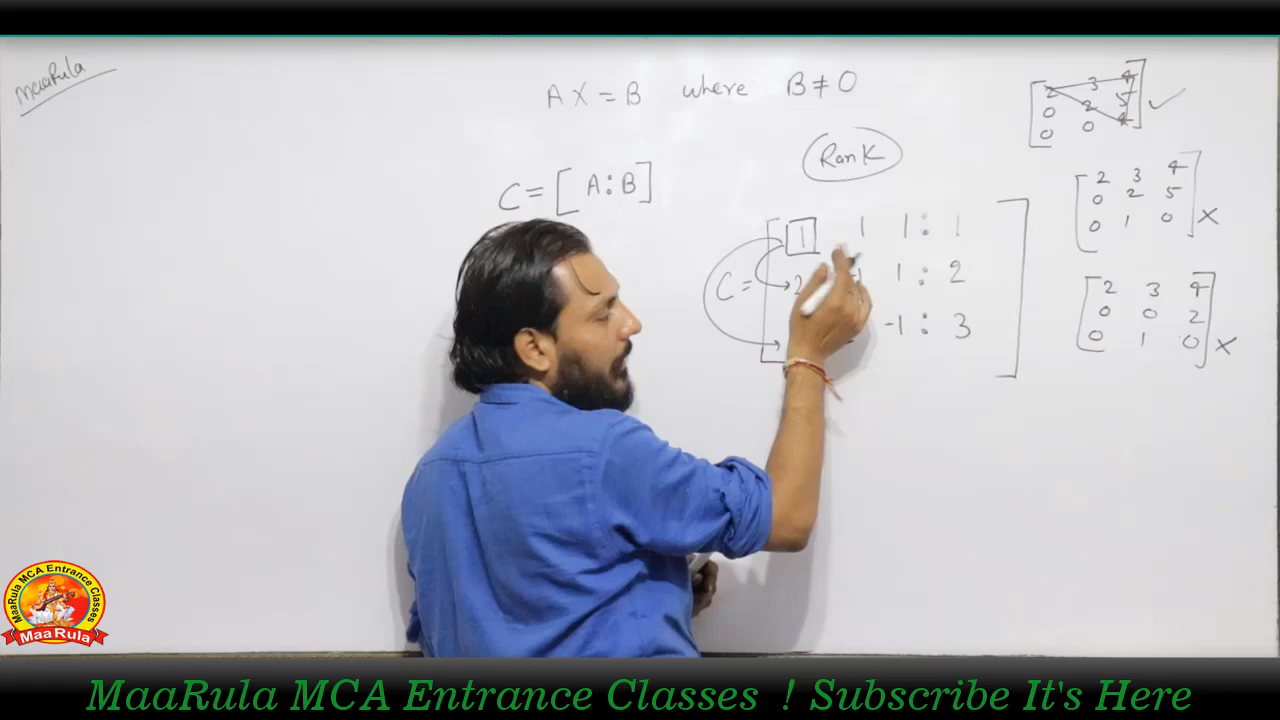 MaaRula
AX = B where B ≠ 0
Rank
C = [ A : B ]
C = [ 1 1 1 : 1
2 1 : 2
-1 : 3 ]
[ 2 3 4
0 2 5
0 0 4 ] ✓
[ 2 3 4
0 2 5
0 1 0 ] ×
[ 2 3 4
0 0 2
0 1 0 ] ×
MaaRula MCA Entrance Classes
MaaRula
MaaRula MCA Entrance Classes ! Subscribe It's Here